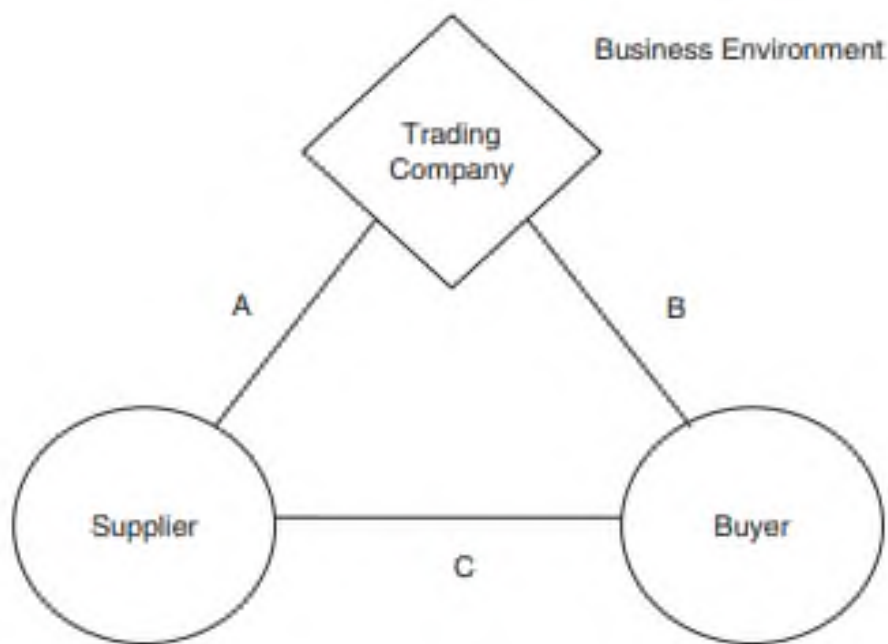 Business Environment
Trading
Company
A
B
Supplier
Buyer
C